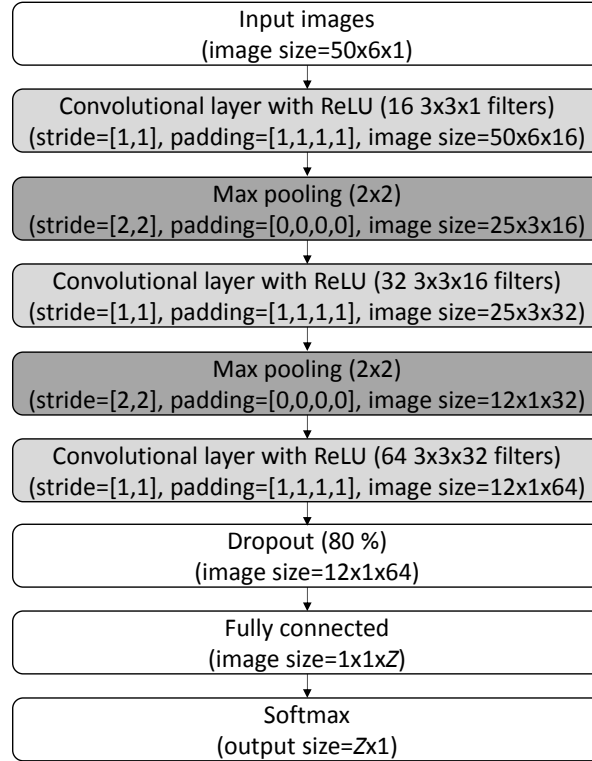 Input images
(image size=50x6x1)
Convolutional layer with ReLU (16 3x3x1 filters)
(stride=[1,1], padding=[1,1,1,1], image size=50x6x16)
Max pooling (2x2)
(stride=[2,2], padding=[0,0,0,0], image size=25x3x16)
Convolutional layer with ReLU (32 3x3x16 filters)
(stride=[1,1], padding=[1,1,1,1], image size=25x3x32)
Max pooling (2x2)
(stride=[2,2], padding=[0,0,0,0], image size=12x1x32)
Convolutional layer with ReLU (64 3x3x32 filters)
(stride=[1,1], padding=[1,1,1,1], image size=12x1x64)
Dropout (80 %)
(image size=12x1x64)
Fully connected
(image size=1x1xZ)
Softmax
(output size=Zx1)